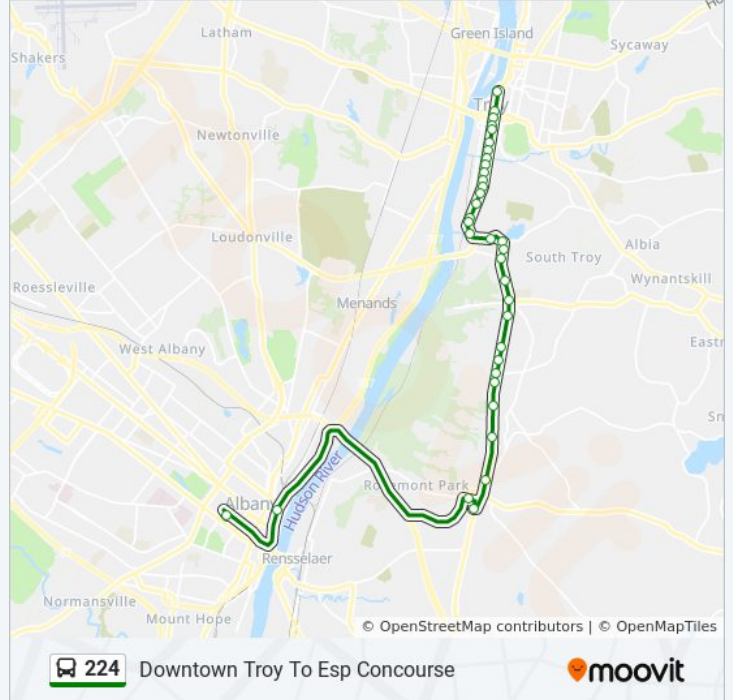 Latham
Green Island
Sycaway
Shakers
Troy
Newtonville
Loudonville
South Troy
Albia
Wynantskill
Roessleville
Menands
West Albany
Eastr
Sn
Albany
Hudson River
Rosemont Park
Rensselaer
Normansville
Mount Hope
© OpenStreetMap contributors | © OpenMapTiles
224 Downtown Troy To Esp Concourse
moovit